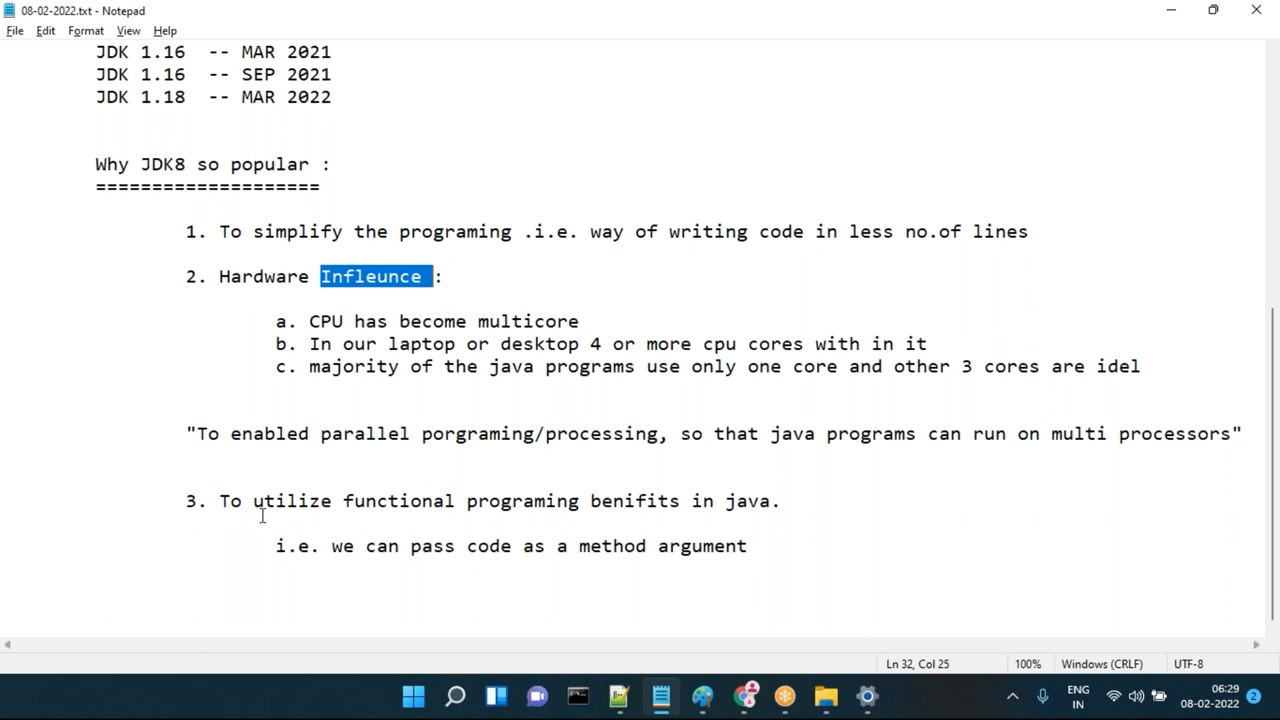 08-02-2022.txt - Notepad
File Edit Format View Help
JDK 1.16 -- MAR 2021
JDK 1.16 -- SEP 2021
JDK 1.18 -- MAR 2022
Why JDK8 so popular :
====================
1. To simplify the programing .i.e. way of writing code in less no.of lines
2. Hardware Infleunce :
a. CPU has become multicore
b. In our laptop or desktop 4 or more cpu cores with in it
c. majority of the java programs use only one core and other 3 cores are idel
"To enabled parallel porgraming/processing, so that java programs can run on multi processors"
3. To utilize functional programing benifits in java.
i.e. we can pass code as a method argument
Ln 32, Col 25 100% Windows (CRLF) UTF-8
ENG 06:29
IN 08-02-2022 2